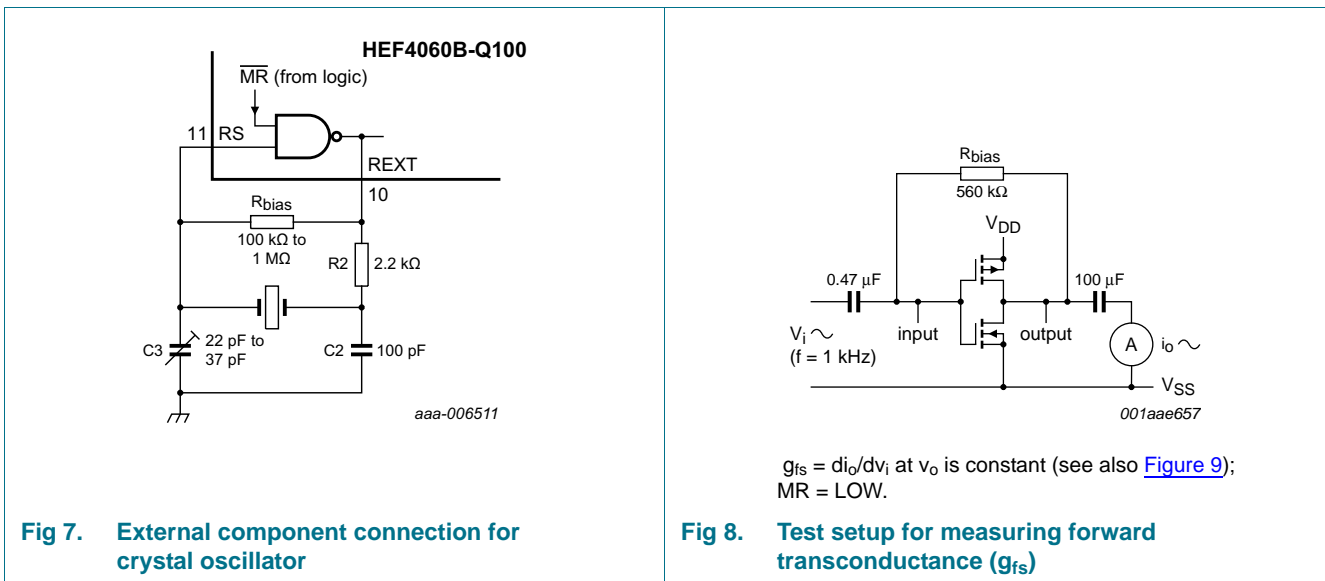 HEF4060B-Q100
MR (from logic)
11 RS
REXT
10
Rbias
100 kΩ to
1 MΩ
R2 2.2 kΩ
C3 22 pF to
37 pF
C2 100 pF
aaa-006511
Fig 7. External component connection for
crystal oscillator
Rbias
560 kΩ
VDD
0.47 μF
100 μF
input
output
Vi ~
(f = 1 kHz)
A
io ~
VSS
001aae657
gfs = dio/dvi at vo is constant (see also Figure 9);
MR = LOW.
Fig 8. Test setup for measuring forward
transconductance (gfs)